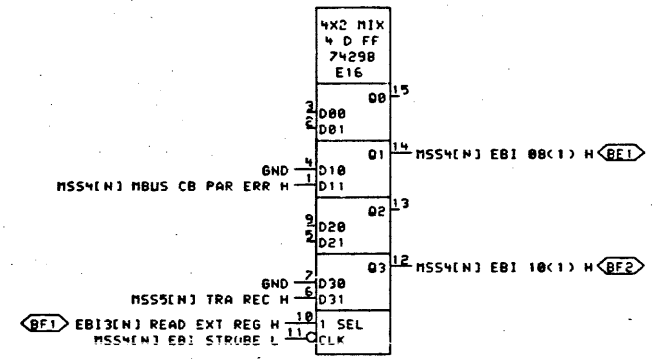 4X2 MIX
4 D FF
74298
E16
Q0 15
3 D00
2 D01
Q1 14 MSS4[N] EBI 08(1) H BE1
GND 4 D10
MSS4[N] MBUS CB PAR ERR H 1 D11
Q2 13
9 D20
5 D21
Q3 12 MSS4[N] EBI 10(1) H BF2
GND 7 D30
MSS5[N] TRA REC H 6 D31
BF1 EBI3[N] READ EXT REG H 10 1 SEL
MSS4[N] EBI STROBE L 11 CLK